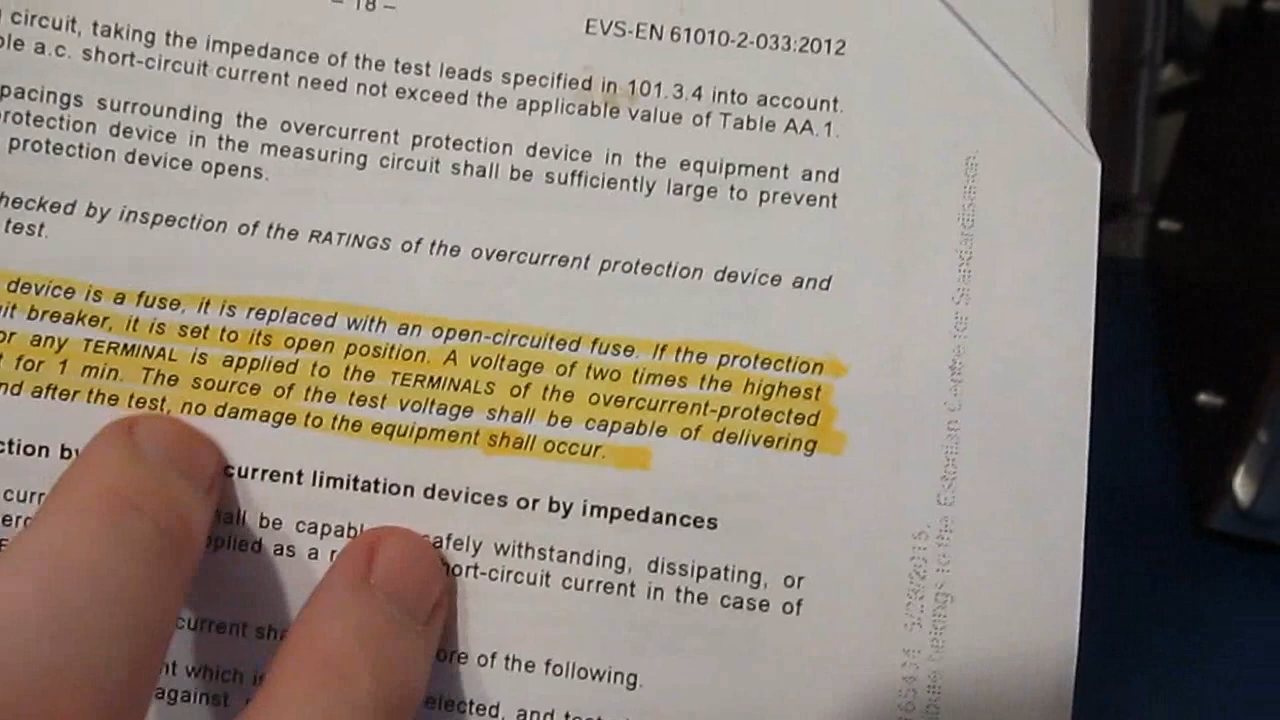 – 18 –
EVS-EN 61010-2-033:2012
circuit, taking the impedance of the test leads specified in 101.3.4 into account.
a.c. short-circuit current need not exceed the applicable value of Table AA.1.
pacings surrounding the overcurrent protection device in the equipment and
rotection device in the measuring circuit shall be sufficiently large to prevent
protection device opens.
hecked by inspection of the RATINGS of the overcurrent protection device and
test.
device is a fuse, it is replaced with an open-circuited fuse. If the protection
uit breaker, it is set to its open position. A voltage of two times the highest
or any TERMINAL is applied to the TERMINALS of the overcurrent-protected
for 1 min. The source of the test voltage shall be capable of delivering
nd after the test, no damage to the equipment shall occur.
ction by current limitation devices or by impedances
curr hall be capabl afely withstanding, dissipating, or
plied as a hort-circuit current in the case of
current sha
ore of the following.
nt which is
against elected, and